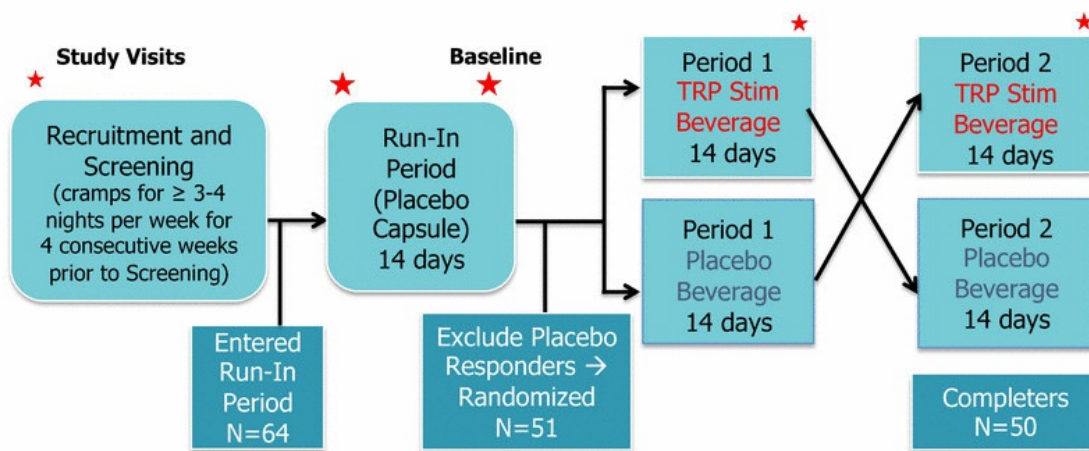 Study Visits
Baseline
Recruitment and
Screening
(cramps for ≥ 3-4
nights per week for
4 consecutive weeks
prior to Screening)
Run-In
Period
(Placebo
Capsule)
14 days
Period 1
TRP Stim
Beverage
14 days
Period 2
TRP Stim
Beverage
14 days
Period 1
Placebo
Beverage
14 days
Period 2
Placebo
Beverage
14 days
Entered
Run-In
Period
N=64
Exclude Placebo
Responders →
Randomized
N=51
Completers
N=50